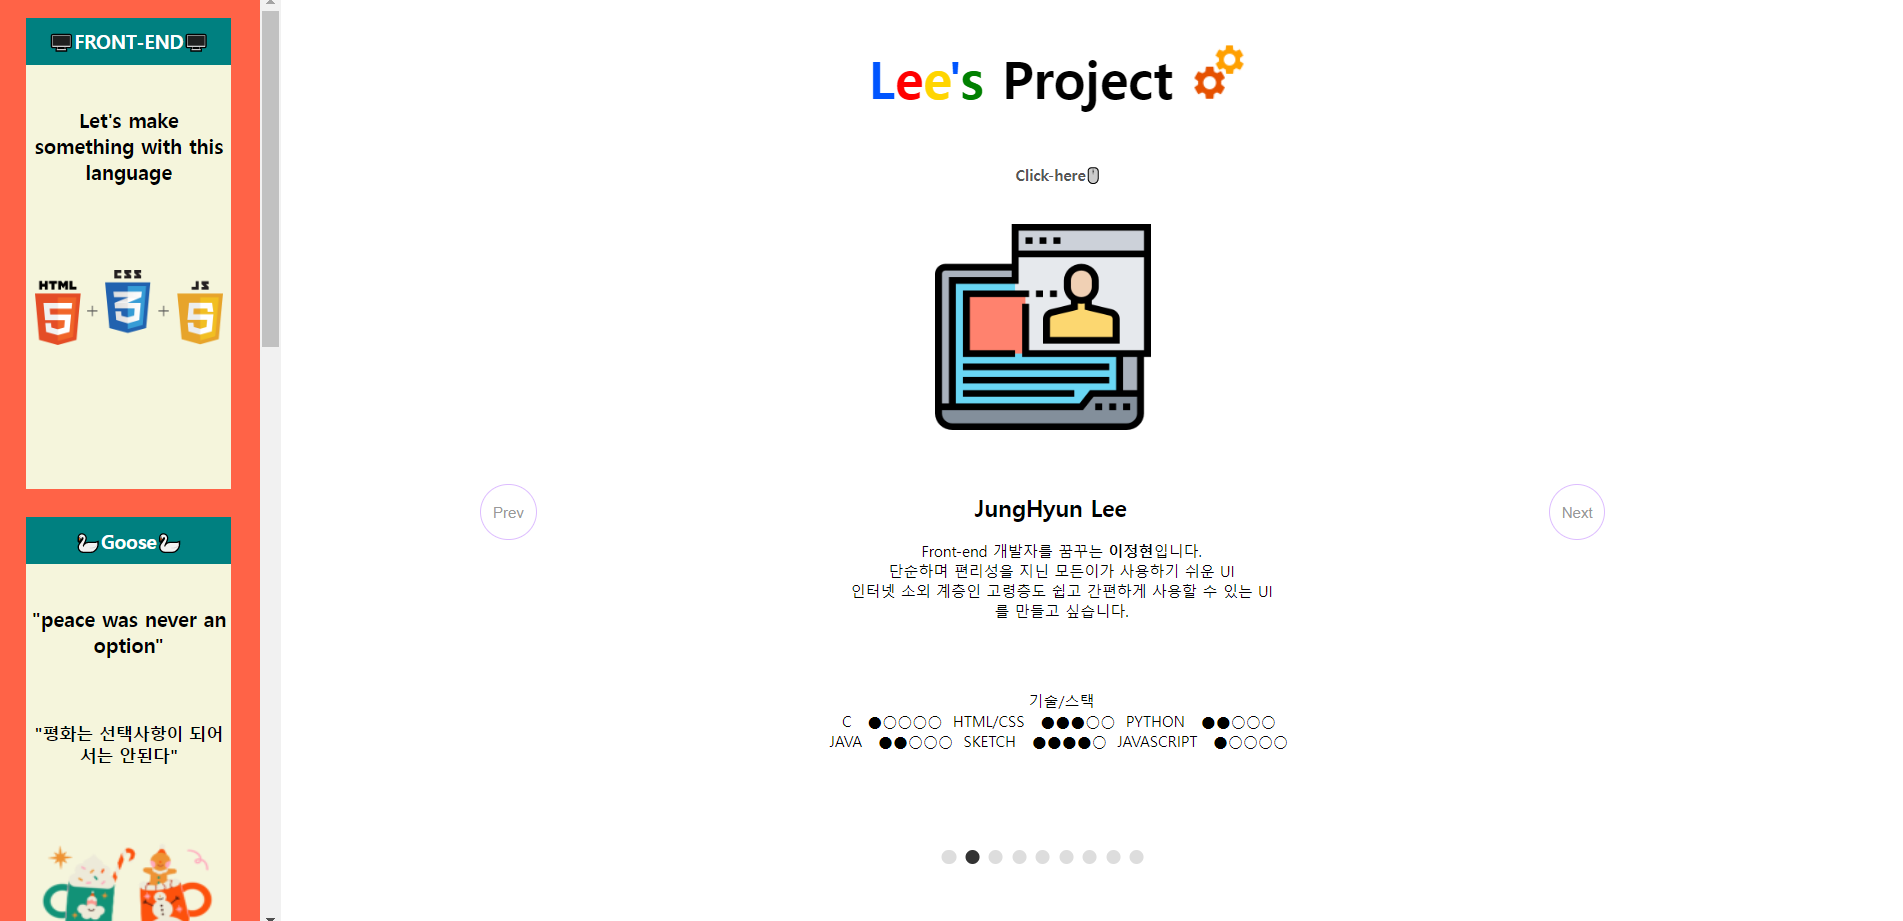 🖥️FRONT-END🖥️
Let's make
something with this
language
HTML
CSS
JS
5 + 3 + 5
🦢Goose🦢
"peace was never an
option"
"평화는 선택사항이 되어
서는 안된다"
Lee's Project
Click-here🖱️
Prev
Next
JungHyun Lee
Front-end 개발자를 꿈꾸는 이정현입니다.
단순하며 편리성을 지닌 모든이가 사용하기 쉬운 UI
인터넷 소외 계층인 고령층도 쉽고 간편하게 사용할 수 있는 UI
를 만들고 싶습니다.
기술/스택
C ●○○○○ HTML/CSS ●●●○○ PYTHON ●●○○○
JAVA ●●○○○ SKETCH ●●●●○ JAVASCRIPT ●○○○○